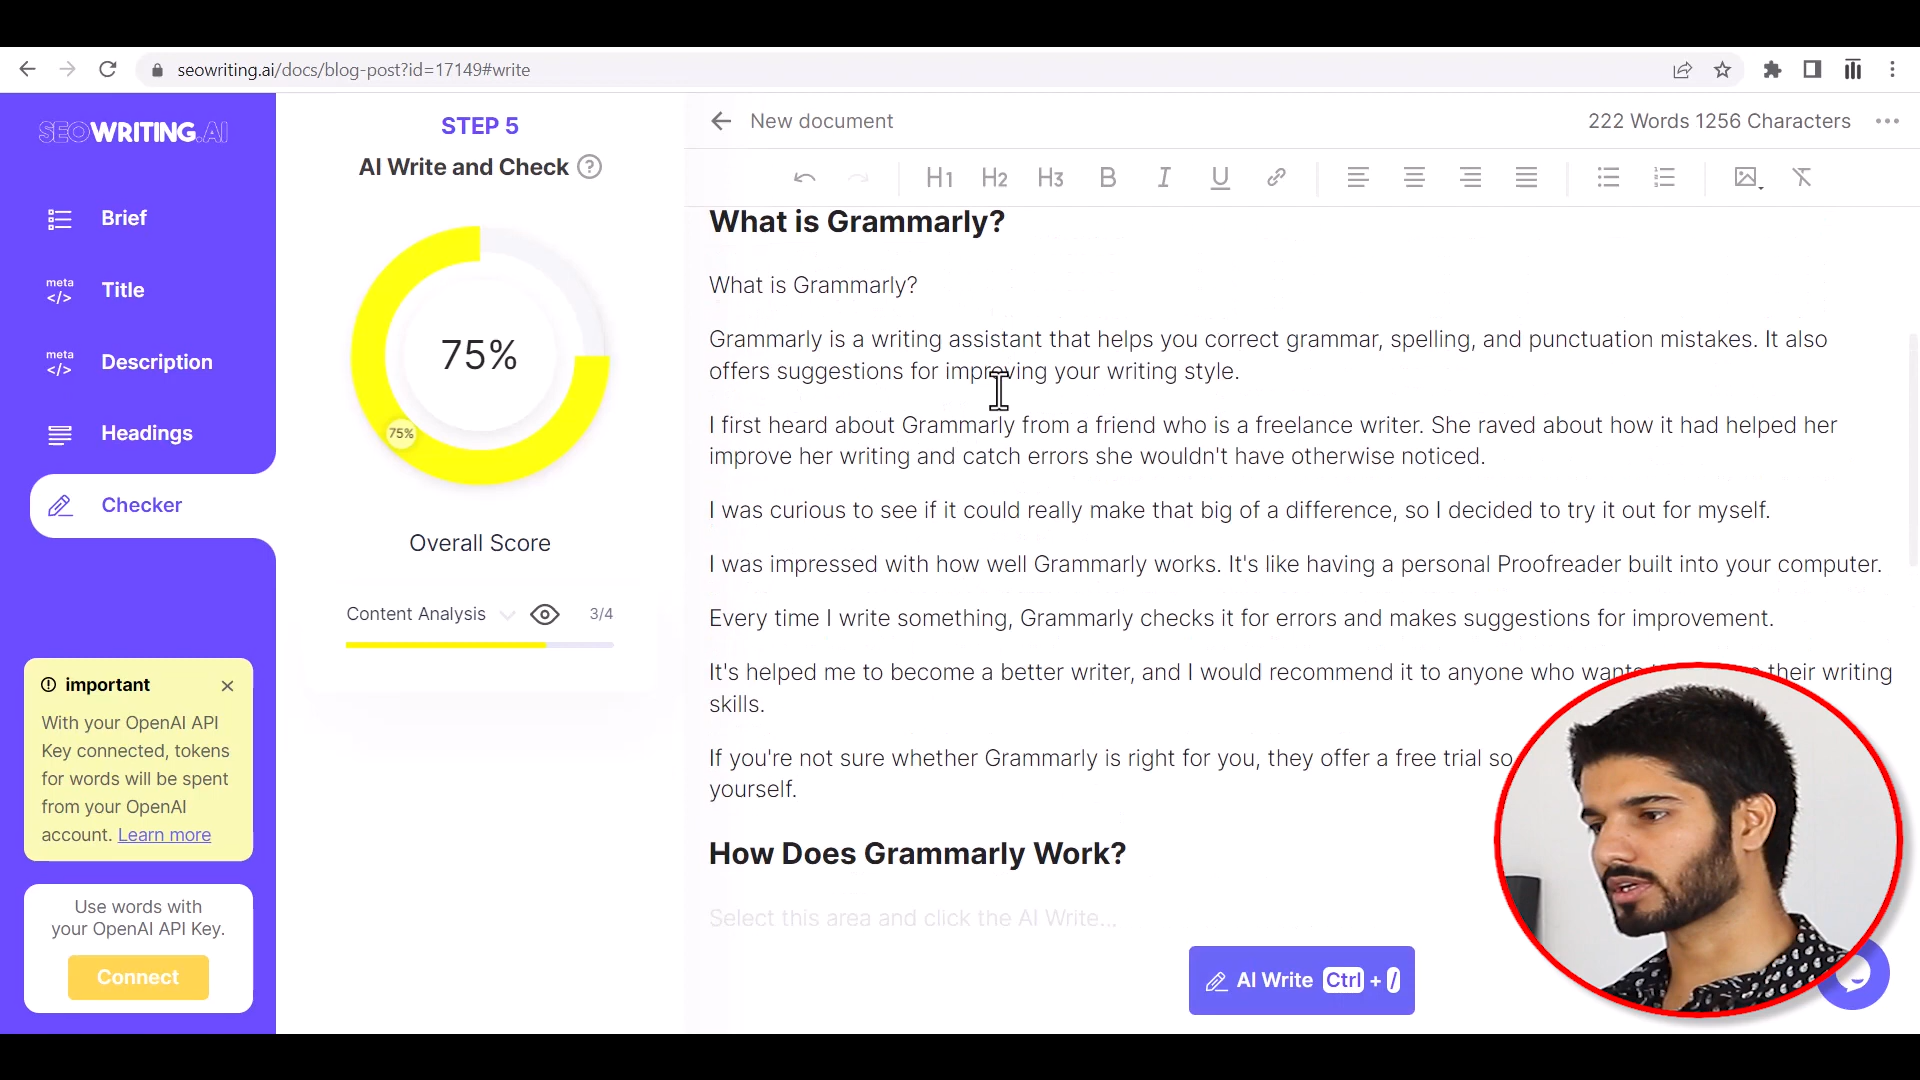 seowriting.ai/docs/blog-post?id=17149#write
SEOWRITING.AI
Brief
meta
</>
Title
meta
</>
Description
Headings
Checker
important
With your OpenAI API
Key connected, tokens
for words will be spent
from your OpenAI
account. Learn more
Use words with
your OpenAI API Key.
Connect
STEP 5
AI Write and Check ?
75%
75%
Overall Score
Content Analysis 3/4
New document
222 Words 1256 Characters
H1 H2 H3 B I U
What is Grammarly?
What is Grammarly?
Grammarly is a writing assistant that helps you correct grammar, spelling, and punctuation mistakes. It also
offers suggestions for improving your writing style.
I first heard about Grammarly from a friend who is a freelance writer. She raved about how it had helped her
improve her writing and catch errors she wouldn't have otherwise noticed.
I was curious to see if it could really make that big of a difference, so I decided to try it out for myself.
I was impressed with how well Grammarly works. It's like having a personal Proofreader built into your computer.
Every time I write something, Grammarly checks it for errors and makes suggestions for improvement.
It's helped me to become a better writer, and I would recommend it to anyone who their writing
skills.
If you're not sure whether Grammarly is right for you, they offer a free trial so
yourself.
How Does Grammarly Work?
Select this area and click the AI Write...
AI Write Ctrl + /